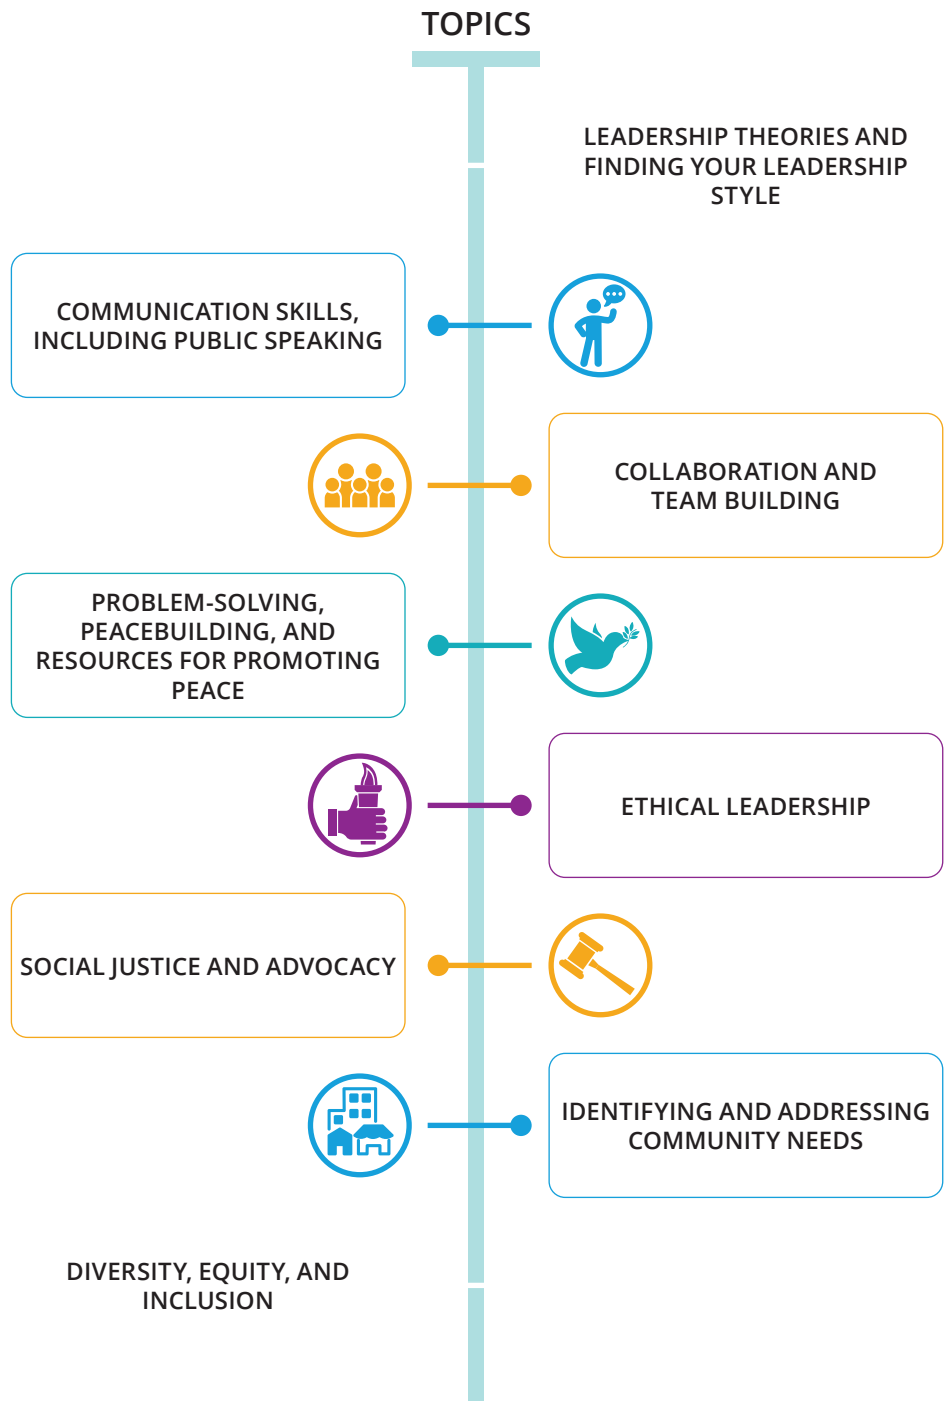 TOPICS
LEADERSHIP THEORIES AND
FINDING YOUR LEADERSHIP
STYLE
COMMUNICATION SKILLS,
INCLUDING PUBLIC SPEAKING
COLLABORATION AND
TEAM BUILDING
PROBLEM-SOLVING,
PEACEBUILDING, AND
RESOURCES FOR PROMOTING
PEACE
ETHICAL LEADERSHIP
SOCIAL JUSTICE AND ADVOCACY
IDENTIFYING AND ADDRESSING
COMMUNITY NEEDS
DIVERSITY, EQUITY, AND
INCLUSION